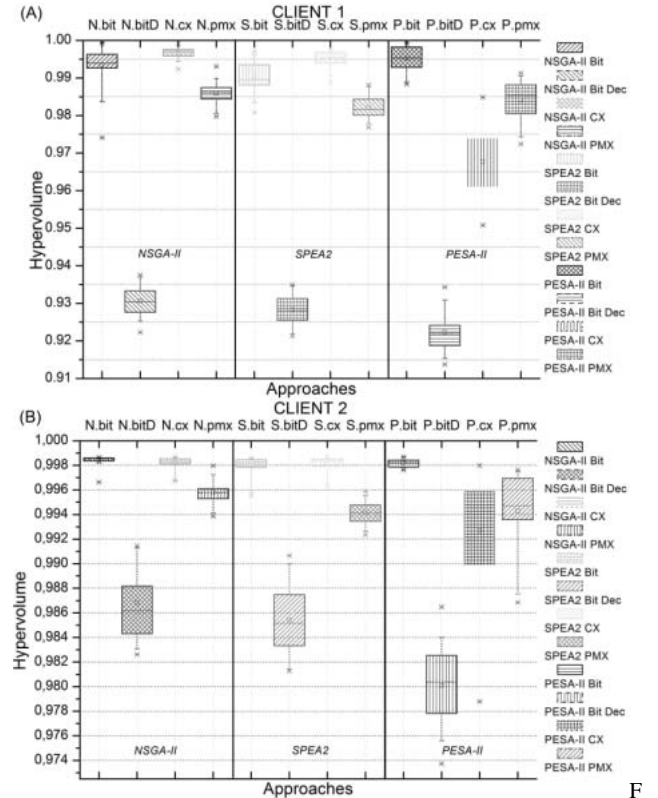 (A) CLIENT 1
N.bit N.bitD N.cx N.pmx S.bit S.bitD S.cx S.pmx P.bit P.bitD P.cx P.pmx
1.00
0.99
0.98
0.97
0.96
0.95
0.94
0.93
0.92
0.91
Hypervolume
NSGA-II SPEA2 PESA-II
Approaches
NSGA-II Bit
NSGA-II Bit Dec
NSGA-II CX
NSGA-II PMX
SPEA2 Bit
SPEA2 Bit Dec
SPEA2 CX
SPEA2 PMX
PESA-II Bit
PESA-II Bit Dec
PESA-II CX
PESA-II PMX
(B) CLIENT 2
N.bit N.bitD N.cx N.pmx S.bit S.bitD S.cx S.pmx P.bit P.bitD P.cx P.pmx
1,000
0,998
0,996
0,994
0,992
0,990
0,988
0,986
0,984
0,982
0,980
0,978
0,976
0,974
Hypervolume
NSGA-II SPEA2 PESA-II
Approaches
NSGA-II Bit
NSGA-II Bit Dec
NSGA-II CX
NSGA-II PMX
SPEA2 Bit
SPEA2 Bit Dec
SPEA2 CX
SPEA2 PMX
PESA-II Bit
PESA-II Bit Dec
PESA-II CX
PESA-II PMX
F